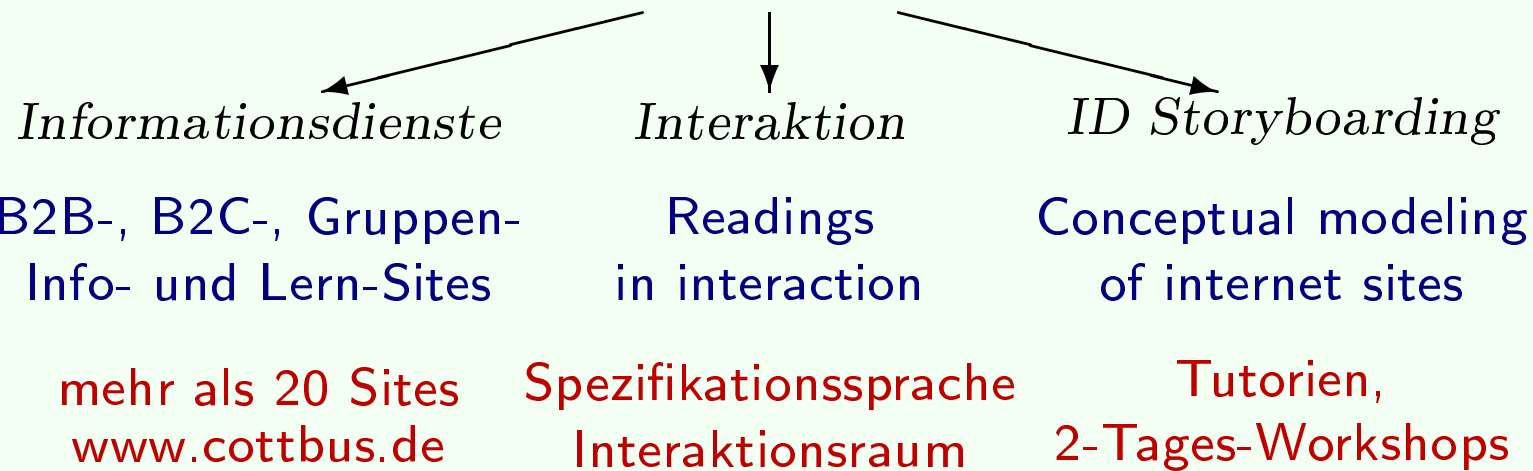 Informationsdienste
B2B-, B2C-, Gruppen-
Info- und Lern-Sites
mehr als 20 Sites
www.cottbus.de
Interaktion
Readings
in interaction
Spezifikationssprache
Interaktionsraum
ID Storyboarding
Conceptual modeling
of internet sites
Tutorien,
2-Tages-Workshops